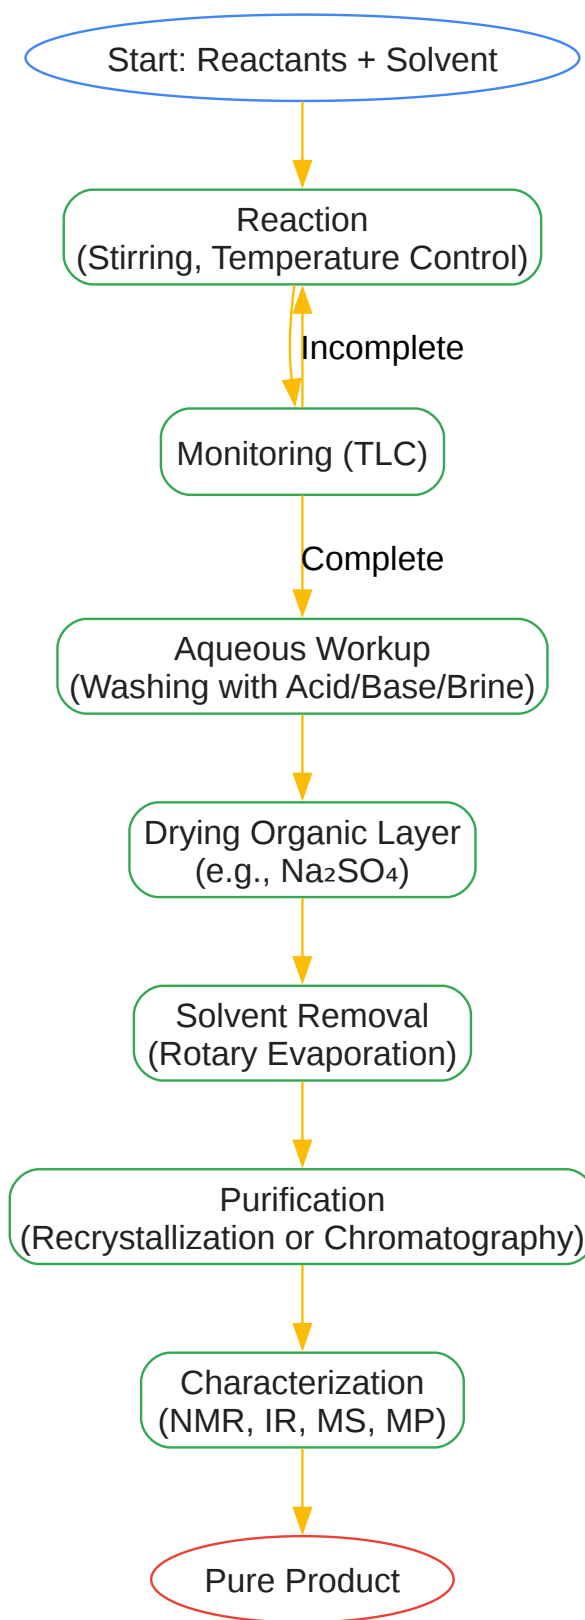 Start: Reactants + Solvent
Reaction
(Stirring, Temperature Control)
Incomplete
Monitoring (TLC)
Complete
Aqueous Workup
(Washing with Acid/Base/Brine)
Drying Organic Layer
(e.g., Na₂SO₄)
Solvent Removal
(Rotary Evaporation)
Purification
(Recrystallization or Chromatography)
Characterization
(NMR, IR, MS, MP)
Pure Product